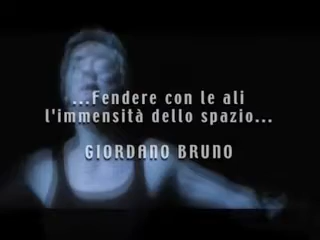 ...Fendere con le ali
l'immensità dello spazio...
GIORDANO BRUNO